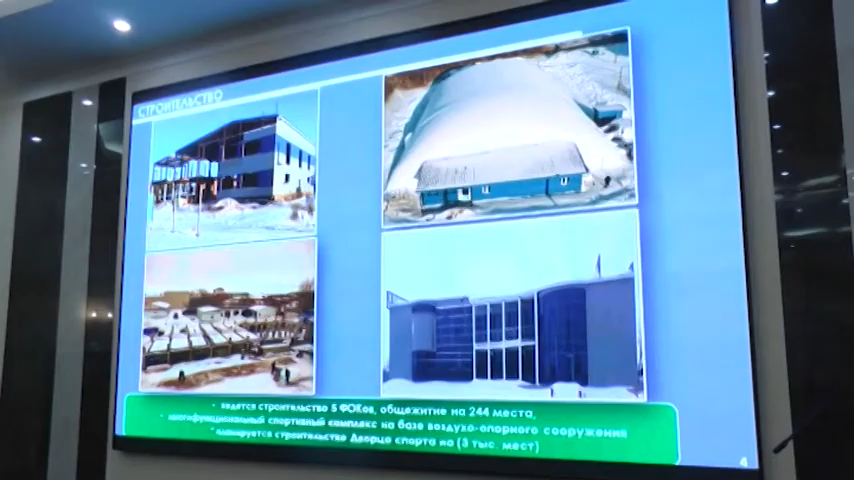 СТРОИТЕЛЬСТВО
• ведется строительство 5 ФОКов, общежитие на 244 места,
• многофункциональный спортивный комплекс на базе воздухо-опорного сооружения
• планируется строительство Дворца спорта на (3 тыс. мест)
4